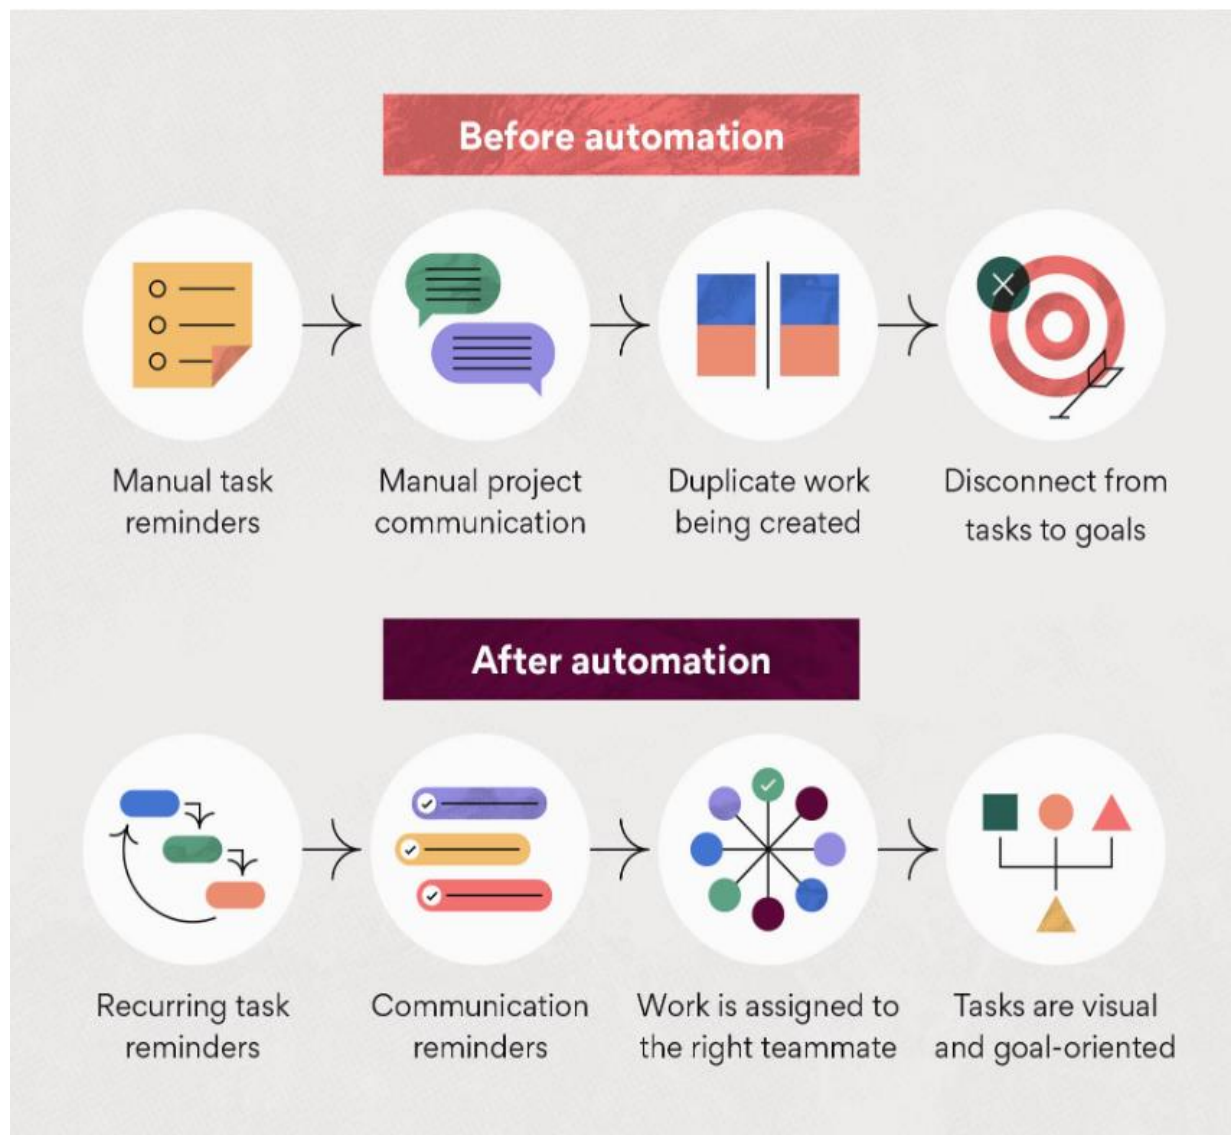 Before automation
Manual task
reminders
Manual project
communication
Duplicate work
being created
Disconnect from
tasks to goals
After automation
Recurring task
reminders
Communication
reminders
Work is assigned to
the right teammate
Tasks are visual
and goal-oriented